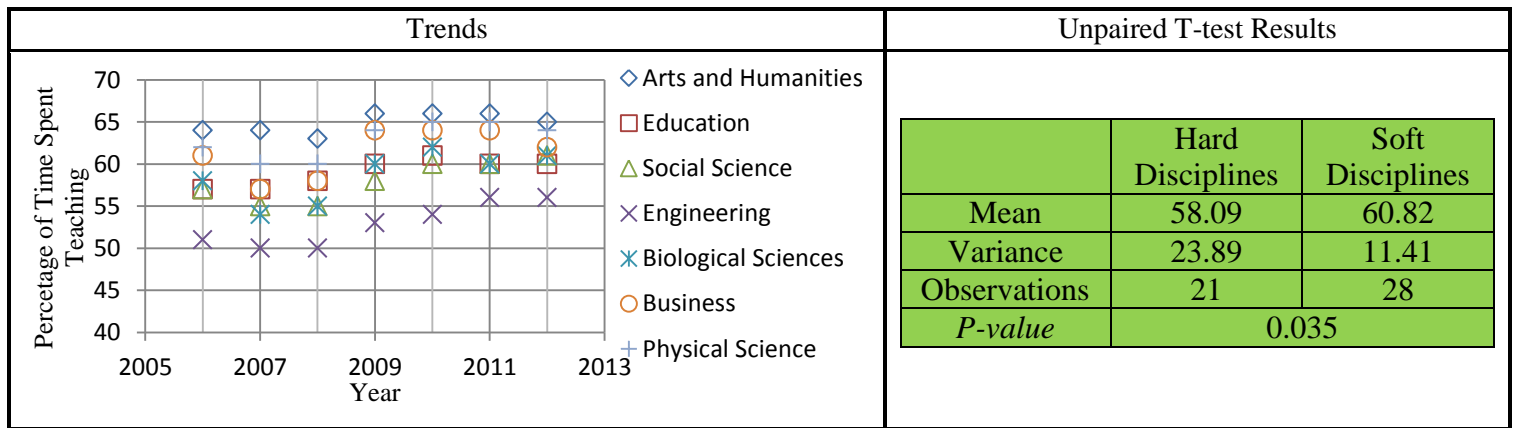 Trends
Unpaired T-test Results
Percetage of Time Spent
Teaching
70
65
60
55
50
45
40
2005 2007 2009 2011 2013
Year
Arts and Humanities
Education
Social Science
Engineering
Biological Sciences
Business
Physical Science
Hard Disciplines Soft Disciplines
Mean 58.09 60.82
Variance 23.89 11.41
Observations 21 28
P-value 0.035